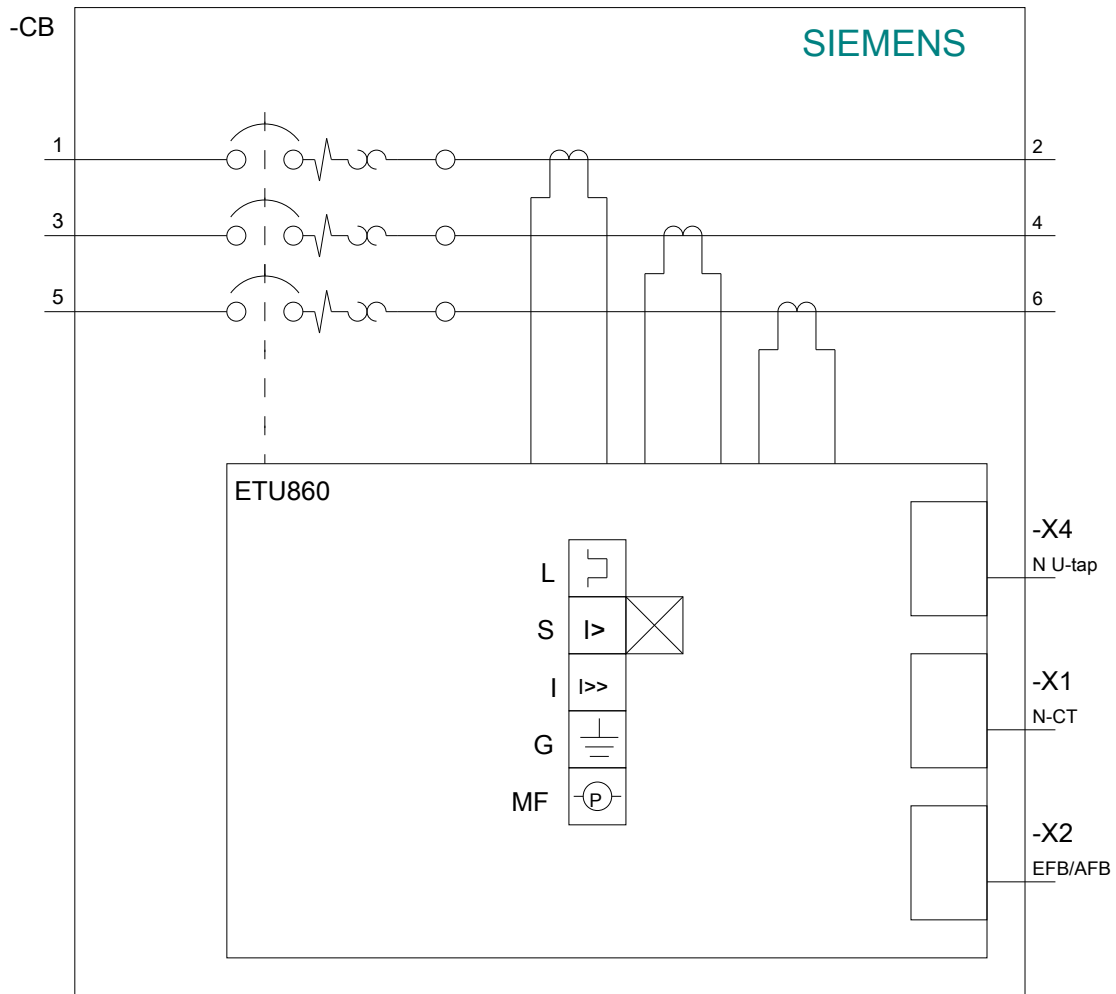 -CB
SIEMENS
1
2
3
4
5
6
ETU860
-X4
N U-tap
L
S
I>
I
I>>
-X1
N-CT
G
MF
P
-X2
EFB/AFB